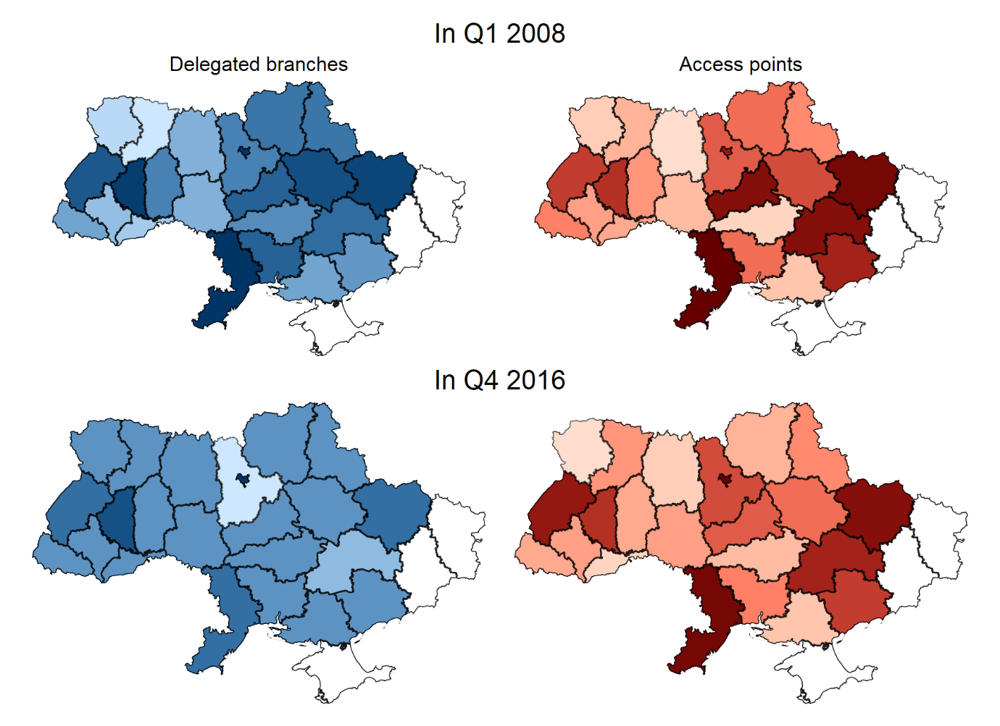 In Q1 2008
Delegated branches
Access points
In Q4 2016